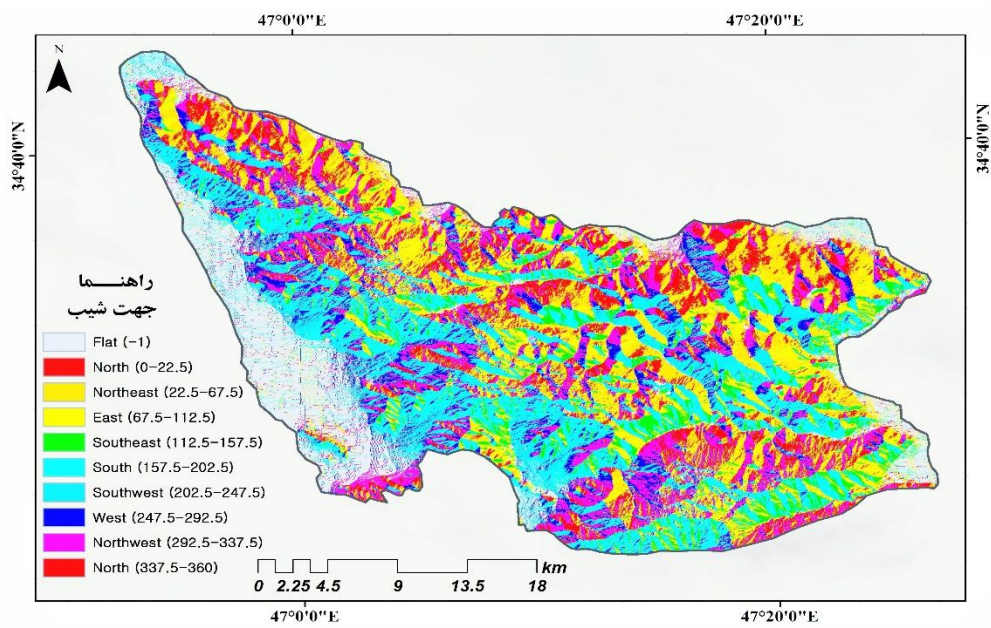 47°0'0"E
47°20'0"E
N
34°40'0"N
34°40'0"N
راهنـــما
جهت شیب
Flat (-1)
North (0-22.5)
Northeast (22.5-67.5)
East (67.5-112.5)
Southeast (112.5-157.5)
South (157.5-202.5)
Southwest (202.5-247.5)
West (247.5-292.5)
Northwest (292.5-337.5)
North (337.5-360)
km
0 2.25 4.5 9 13.5 18
47°0'0"E
47°20'0"E